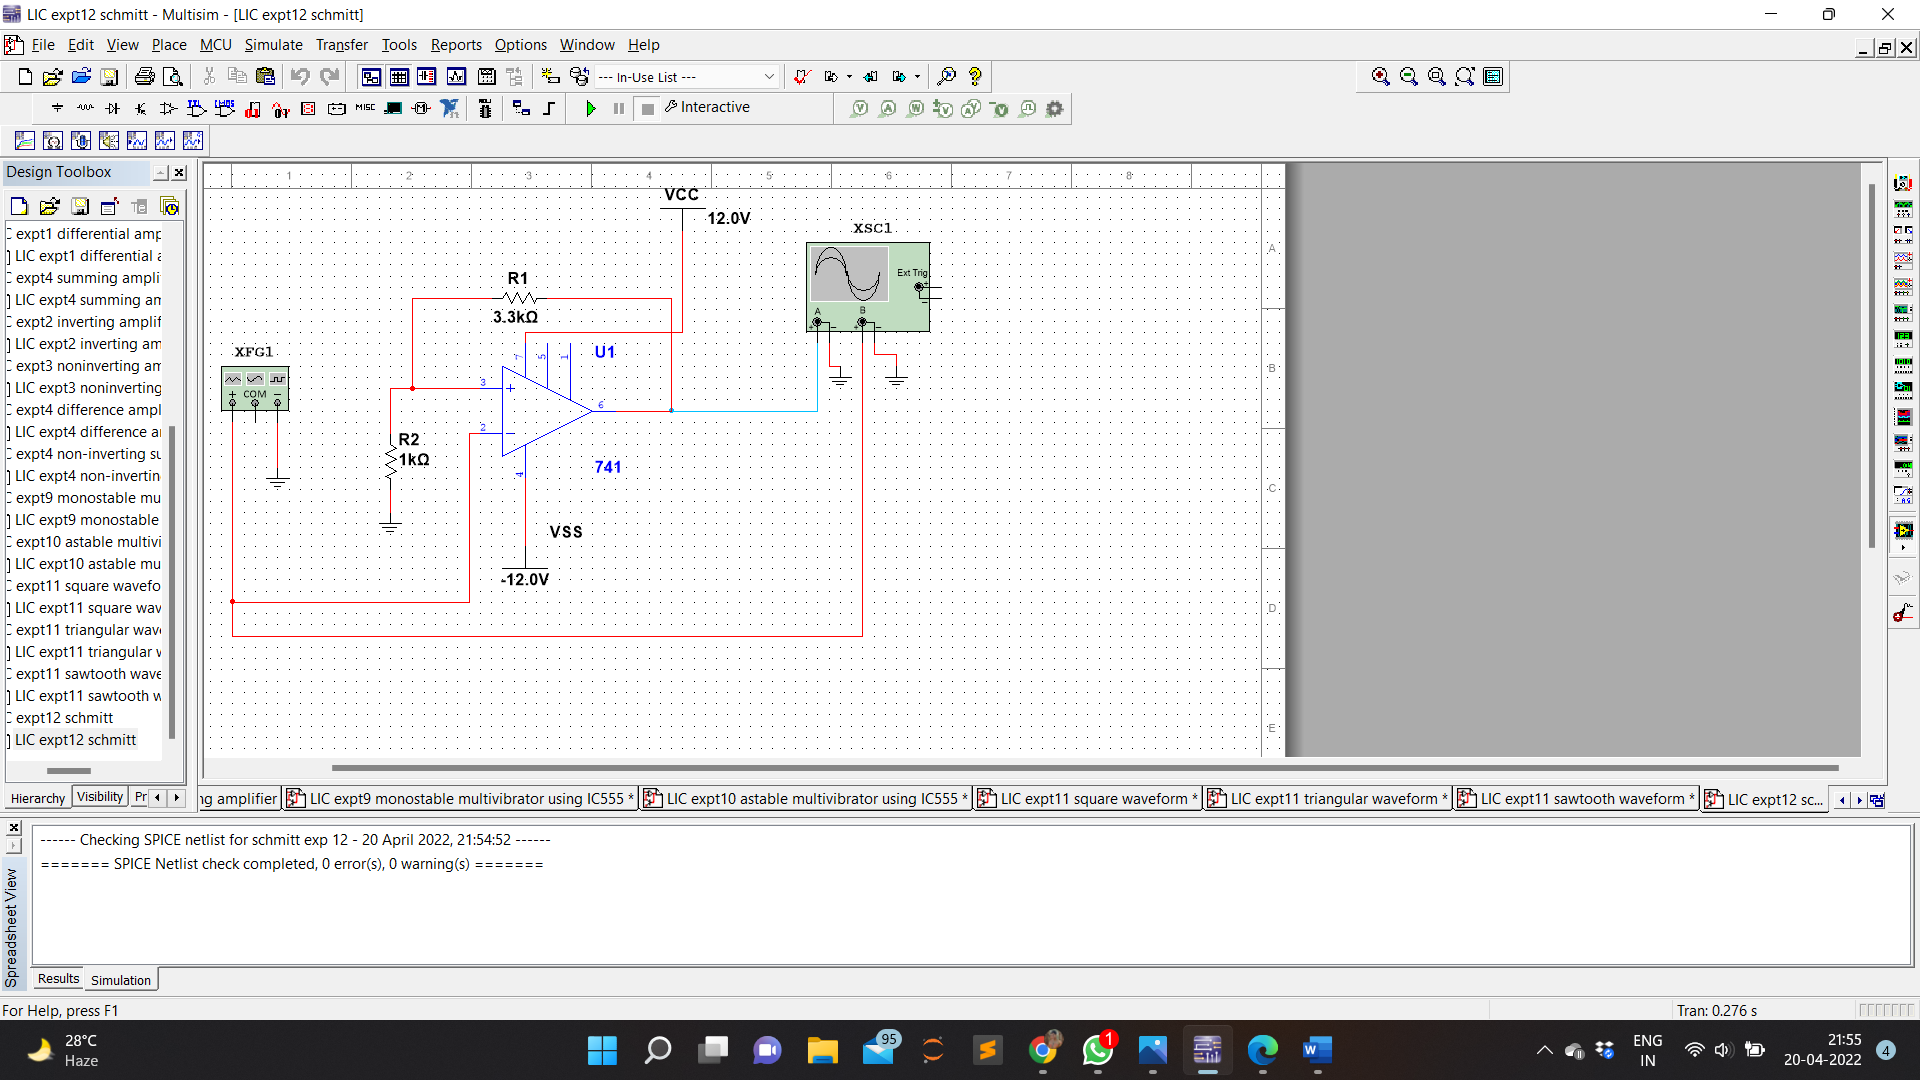 LIC expt12 schmitt - Multisim - [LIC expt12 schmitt]
File Edit View Place MCU Simulate Transfer Tools Reports Options Window Help
--- In-Use List ---
MISC
Interactive
Design Toolbox
C expt1 differential amp
LIC expt1 differential a
C expt4 summing ampli
LIC expt4 summing am
C expt2 inverting amplif
LIC expt2 inverting am
C expt3 noninverting am
LIC expt3 noninverting
C expt4 difference ampl
LIC expt4 difference a
C expt4 non-inverting su
LIC expt4 non-invertin
C expt9 monostable mu
LIC expt9 monostable
C expt10 astable multivi
LIC expt10 astable mu
C expt11 square wavefo
LIC expt11 square wav
C expt11 triangular wav
LIC expt11 triangular w
C expt11 sawtooth wave
LIC expt11 sawtooth w
C expt12 schmitt
LIC expt12 schmitt
Hierarchy Visibility Pr
1 2 3 4 5 6 7 8
A
B
C
D
E
VCC
12.0V
XSC1
Ext Trig
A B
R1
3.3kΩ
XFG1
COM
U1
7 5 1
3
6
2
4
741
R2
1kΩ
VSS
-12.0V
ng amplifier LIC expt9 monostable multivibrator using IC555 * LIC expt10 astable multivibrator using IC555 * LIC expt11 square waveform * LIC expt11 triangular waveform * LIC expt11 sawtooth waveform * LIC expt12 sc...
Spreadsheet View
------ Checking SPICE netlist for schmitt exp 12 - 20 April 2022, 21:54:52 ------
======= SPICE Netlist check completed, 0 error(s), 0 warning(s) =======
Results Simulation
For Help, press F1
Tran: 0.276 s
28°C
Haze
95
1
ENG
IN
21:55
20-04-2022
4